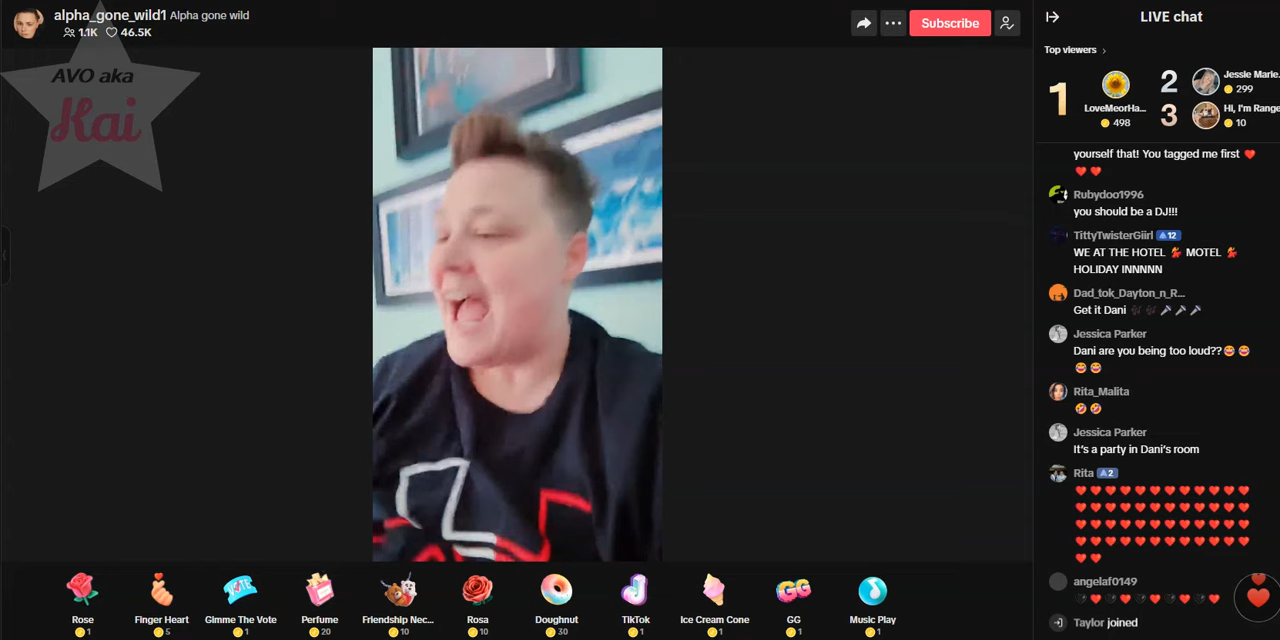 alpha_gone_wild1 Alpha gone wild
1.1K 46.5K
Subscribe
AVO aka
Kai
LIVE chat
Top viewers
1
LoveMeorHa...
498
2
Jessie Marie.
299
3
Hi, I'm Range
10
yourself that! You tagged me first
Rubydoo1996
you should be a DJ!!!
TittyTwisterGiirl 12
WE AT THE HOTEL MOTEL
HOLIDAY INNNNN
Dad_tok_Dayton_n_R...
Get it Dani
Jessica Parker
Dani are you being too loud??
Rita_Malita
Jessica Parker
It's a party in Dani's room
Rita 2
angelaf0149
Taylor joined
Rose
1
Finger Heart
5
VOTE
Gimme The Vote
1
Perfume
20
Friendship Nec...
10
Rosa
10
Doughnut
30
TikTok
1
Ice Cream Cone
1
GG
GG
1
Music Play
1